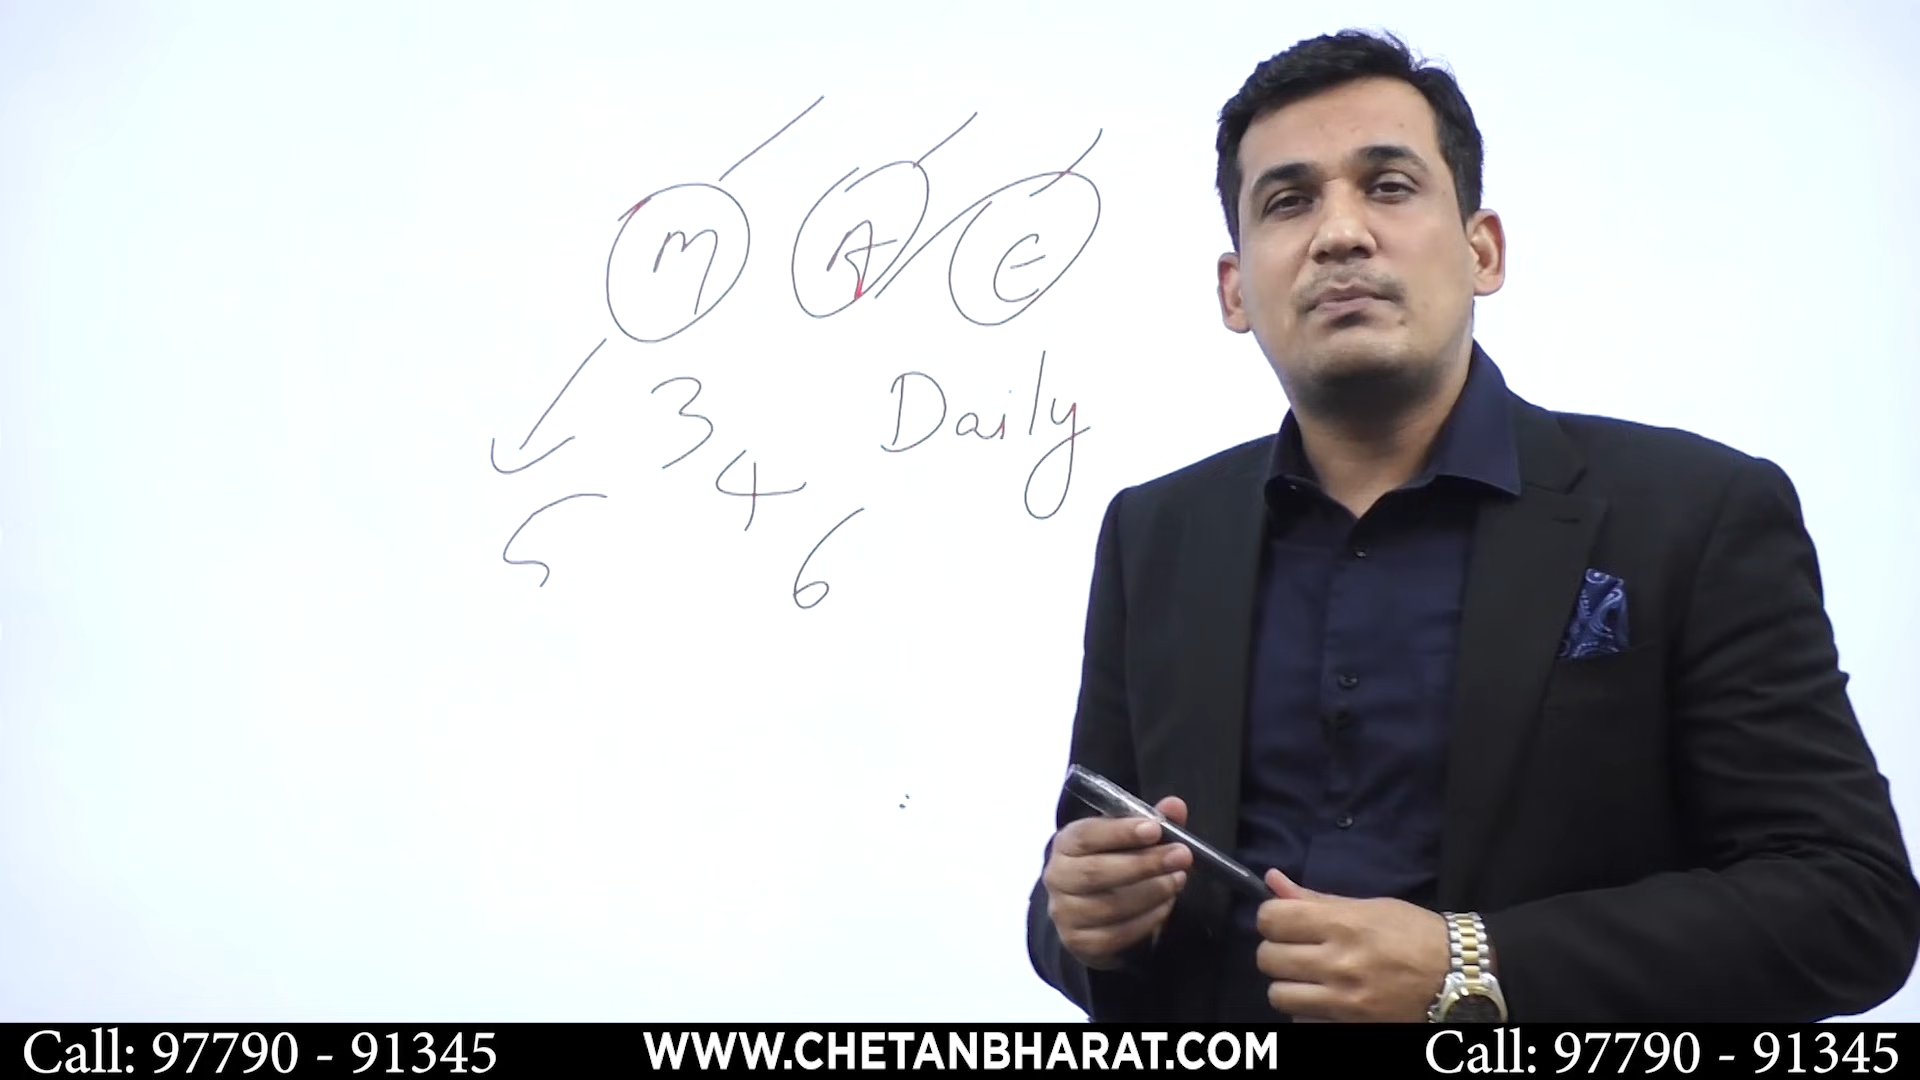 M A E
3 Daily
4
5 6
Call: 97790 - 91345 WWW.CHETANBHARAT.COM Call: 97790 - 91345